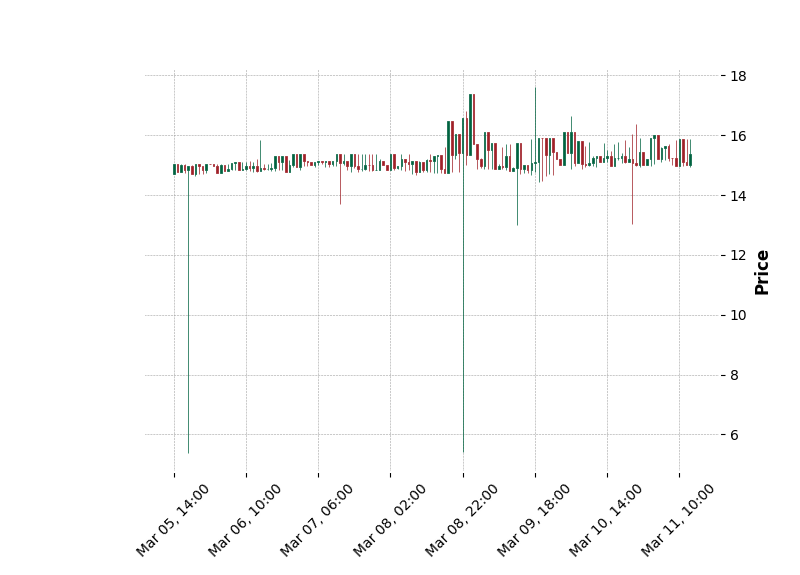 18
16
14
12
10
8
6
Price
Mar 05, 14:00
Mar 06, 10:00
Mar 07, 06:00
Mar 08, 02:00
Mar 08, 22:00
Mar 09, 18:00
Mar 10, 14:00
Mar 11, 10:00